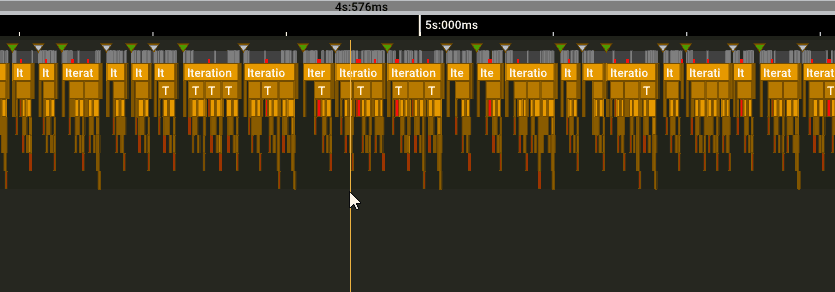 4s:576ms
5s:000ms
It It Iterat It It It Iteration Iteratio Iter Iteratio Iteration Ite Ite Iteratio It It Iteratio It Iterati It Iterat Iterat
T T T T T T T T T T T